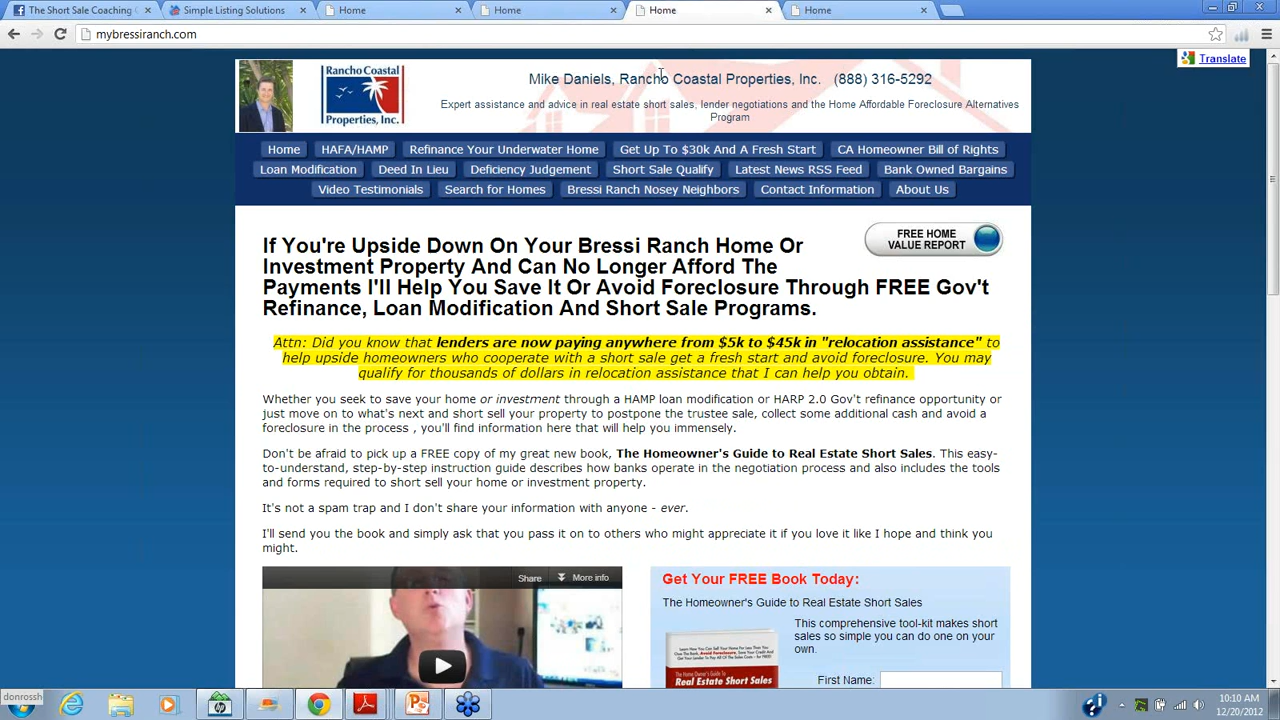 The Short Sale Coaching
Simple Listing Solutions
Home
Home
Home
Home
mybressiranch.com
Translate
Rancho Coastal
Properties, Inc.
Mike Daniels, Rancho Coastal Properties, Inc. (888) 316-5292
Expert assistance and advice in real estate short sales, lender negotiations and the Home Affordable Foreclosure Alternatives
Program
Home HAFA/HAMP Refinance Your Underwater Home Get Up To $30k And A Fresh Start CA Homeowner Bill of Rights
Loan Modification Deed In Lieu Deficiency Judgement Short Sale Qualify Latest News RSS Feed Bank Owned Bargains
Video Testimonials Search for Homes Bressi Ranch Nosey Neighbors Contact Information About Us
FREE HOME
VALUE REPORT
If You're Upside Down On Your Bressi Ranch Home Or
Investment Property And Can No Longer Afford The
Payments I'll Help You Save It Or Avoid Foreclosure Through FREE Gov't
Refinance, Loan Modification And Short Sale Programs.
Attn: Did you know that lenders are now paying anywhere from $5k to $45k in "relocation assistance" to
help upside homeowners who cooperate with a short sale get a fresh start and avoid foreclosure. You may
qualify for thousands of dollars in relocation assistance that I can help you obtain.
Whether you seek to save your home or investment through a HAMP loan modification or HARP 2.0 Gov't refinance opportunity or
just move on to what's next and short sell your property to postpone the trustee sale, collect some additional cash and avoid a
foreclosure in the process , you'll find information here that will help you immensely.
Don't be afraid to pick up a FREE copy of my great new book, The Homeowner's Guide to Real Estate Short Sales. This easy-
to-understand, step-by-step instruction guide describes how banks operate in the negotiation process and also includes the tools
and forms required to short sell your home or investment property.
It's not a spam trap and I don't share your information with anyone - ever.
I'll send you the book and simply ask that you pass it on to others who might appreciate it if you love it like I hope and think you
might.
Share More info
Get Your FREE Book Today:
The Homeowner's Guide to Real Estate Short Sales
This comprehensive tool-kit makes short
sales so simple you can do one on your
own.
The Home Owner's Guide To
Real Estate Short Sales
First Name:
donrossh
10:10 AM
12/20/2012